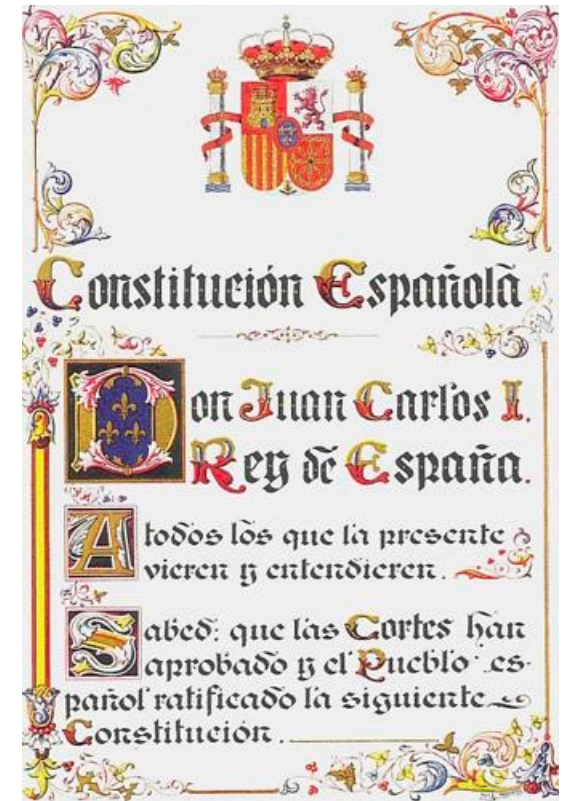 Constitución Española
Don Juan Carlos I.
Rey de España.
A todos los que la presente
vieren y entendieren.
Sabed: que las Cortes han
aprobado y el Pueblo es-
pañol ratificado la siguiente
Constitución.